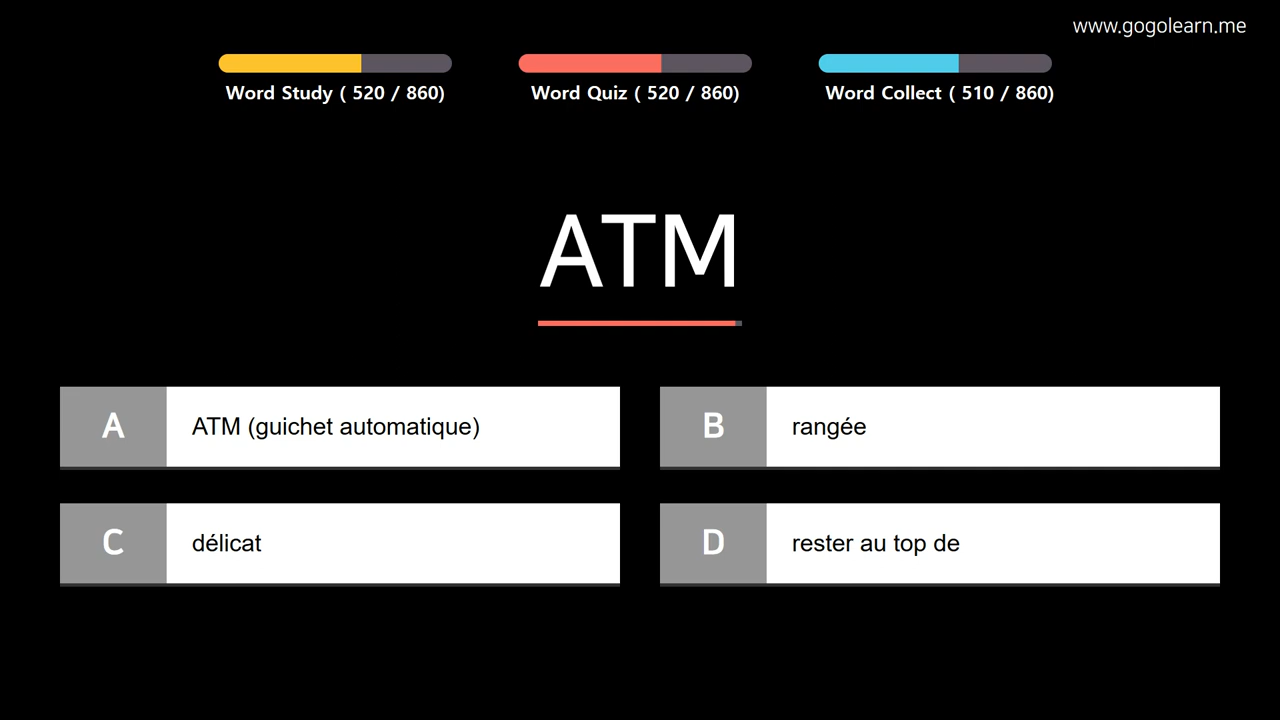 www.gogolearn.me
Word Study ( 520 / 860)
Word Quiz ( 520 / 860)
Word Collect ( 510 / 860)
ATM
A
ATM (guichet automatique)
B
rangée
C
délicat
D
rester au top de